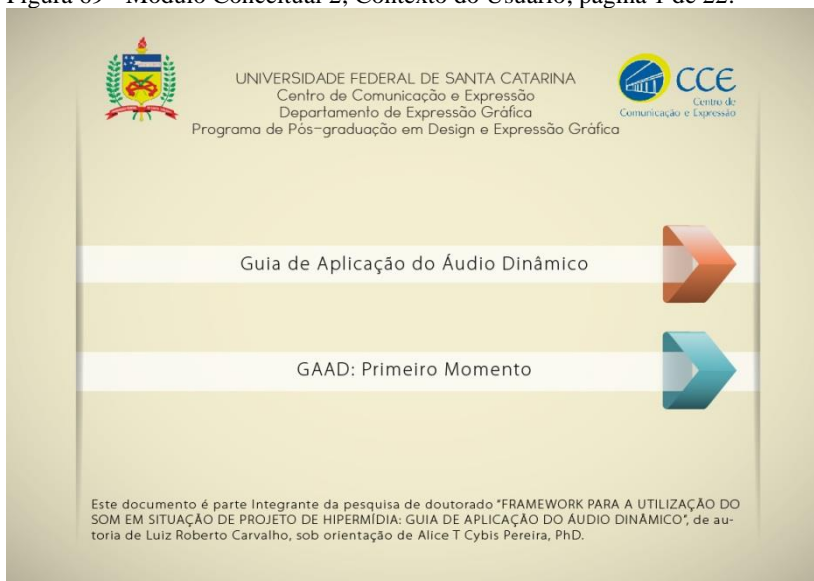 Figura 89 - Módulo Conceitual 2, Contexto do Usuário, página 1 de 22.
UNIVERSIDADE FEDERAL DE SANTA CATARINA
Centro de Comunicação e Expressão
Departamento de Expressão Gráfica
Programa de Pós-graduação em Design e Expressão Gráfica
CCE
Centro de
Comunicação e Expressão
Guia de Aplicação do Áudio Dinâmico
GAAD: Primeiro Momento
Este documento é parte Integrante da pesquisa de doutorado "FRAMEWORK PARA A UTILIZAÇÃO DO
SOM EM SITUAÇÃO DE PROJETO DE HIPERMÍDIA: GUIA DE APLICAÇÃO DO ÁUDIO DINÂMICO", de au-
toria de Luiz Roberto Carvalho, sob orientação de Alice T Cybis Pereira, PhD.